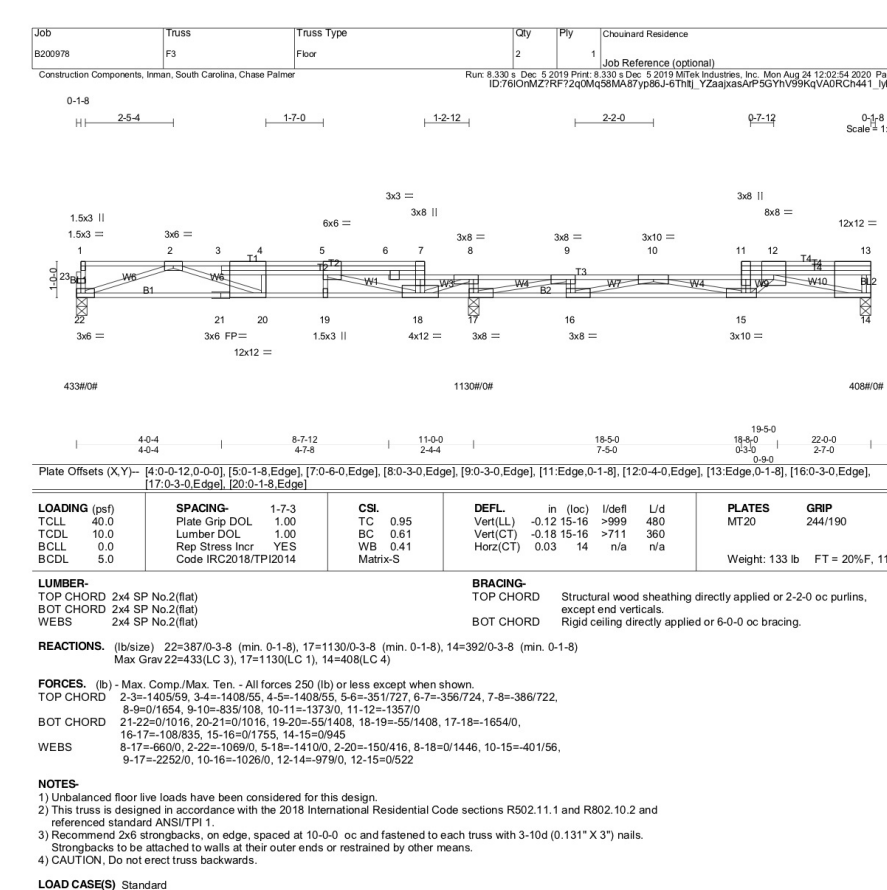 Job Truss Truss Type Qty Ply Chouinard Residence
B200978 F3 Floor 2 1
Job Reference (optional)
Construction Components, Inman, South Carolina, Chase Palmer Run: 8.330 s Dec 5 2019 Print: 8.330 s Dec 5 2019 MiTek Industries, Inc. Mon Aug 24 12:02:54 2020 Pa
0-1-8
2-5-4 1-7-0 1-2-12 2-2-0 0-7-12 0-1-8
Scale = 1:
3x3 = 3x8 ||
1.5x3 || 6x6 = 3x8 || 8x8 =
1.5x3 = 3x6 = 3x8 = 3x8 = 3x10 = 12x12 =
1 2 3 4 5 6 7 8 9 10 11 12 13
T1 T2 T3 T4
1-0-0 23 W6 W6 W1 W3 W4 W7 W4 W9 W10 BL2
B1 B2
22 21 20 19 18 17 16 15 14
3x6 = 3x6 FP= 1.5x3 || 4x12 = 3x8 = 3x8 = 3x10 =
12x12 =
433#/0# 1130#/0# 408#/0#
19-5-0
4-0-4 8-7-12 11-0-0 18-5-0 18-8-0 22-0-0
4-0-4 4-7-8 2-4-4 7-5-0 0-3-0 2-7-0
0-9-0
Plate Offsets (X,Y)-- [4:0-0-12,0-0-0], [5:0-1-8,Edge], [7:0-6-0,Edge], [8:0-3-0,Edge], [9:0-3-0,Edge], [11:Edge,0-1-8], [12:0-4-0,Edge], [13:Edge,0-1-8], [16:0-3-0,Edge],
[17:0-3-0,Edge], [20:0-1-8,Edge]
LOADING (psf) SPACING- 1-7-3 CSI. DEFL. in (loc) l/defl L/d PLATES GRIP
TCLL 40.0 Plate Grip DOL 1.00 TC 0.95 Vert(LL) -0.12 15-16 >999 480 MT20 244/190
TCDL 10.0 Lumber DOL 1.00 BC 0.61 Vert(CT) -0.18 15-16 >711 360
BCLL 0.0 Rep Stress Incr YES WB 0.41 Horz(CT) 0.03 14 n/a n/a
BCDL 5.0 Code IRC2018/TPI2014 Matrix-S Weight: 133 lb FT = 20%F, 11
LUMBER- BRACING-
TOP CHORD 2x4 SP No.2(flat) TOP CHORD Structural wood sheathing directly applied or 2-2-0 oc purlins,
BOT CHORD 2x4 SP No.2(flat) except end verticals.
WEBS 2x4 SP No.2(flat) BOT CHORD Rigid ceiling directly applied or 6-0-0 oc bracing.
REACTIONS. (lb/size) 22=387/0-3-8 (min. 0-1-8), 17=1130/0-3-8 (min. 0-1-8), 14=392/0-3-8 (min. 0-1-8)
Max Grav 22=433(LC 3), 17=1130(LC 1), 14=408(LC 4)
FORCES. (lb) - Max. Comp./Max. Ten. - All forces 250 (lb) or less except when shown.
TOP CHORD 2-3=-1405/59, 3-4=-1408/55, 4-5=-1408/55, 5-6=-351/727, 6-7=-356/724, 7-8=-386/722,
8-9=0/1654, 9-10=-835/108, 10-11=-1373/0, 11-12=-1357/0
BOT CHORD 21-22=0/1016, 20-21=0/1016, 19-20=-55/1408, 18-19=-55/1408, 17-18=-1654/0,
16-17=-108/835, 15-16=0/1755, 14-15=0/945
WEBS 8-17=-660/0, 2-22=-1069/0, 5-18=-1410/0, 2-20=-150/416, 8-18=0/1446, 10-15=-401/56,
9-17=-2252/0, 10-16=-1026/0, 12-14=-979/0, 12-15=0/522
NOTES-
1) Unbalanced floor live loads have been considered for this design.
2) This truss is designed in accordance with the 2018 International Residential Code sections R502.11.1 and R802.10.2 and
referenced standard ANSI/TPI 1.
3) Recommend 2x6 strongbacks, on edge, spaced at 10-0-0 oc and fastened to each truss with 3-10d (0.131" X 3") nails.
Strongbacks to be attached to walls at their outer ends or restrained by other means.
4) CAUTION, Do not erect truss backwards.
LOAD CASE(S) Standard